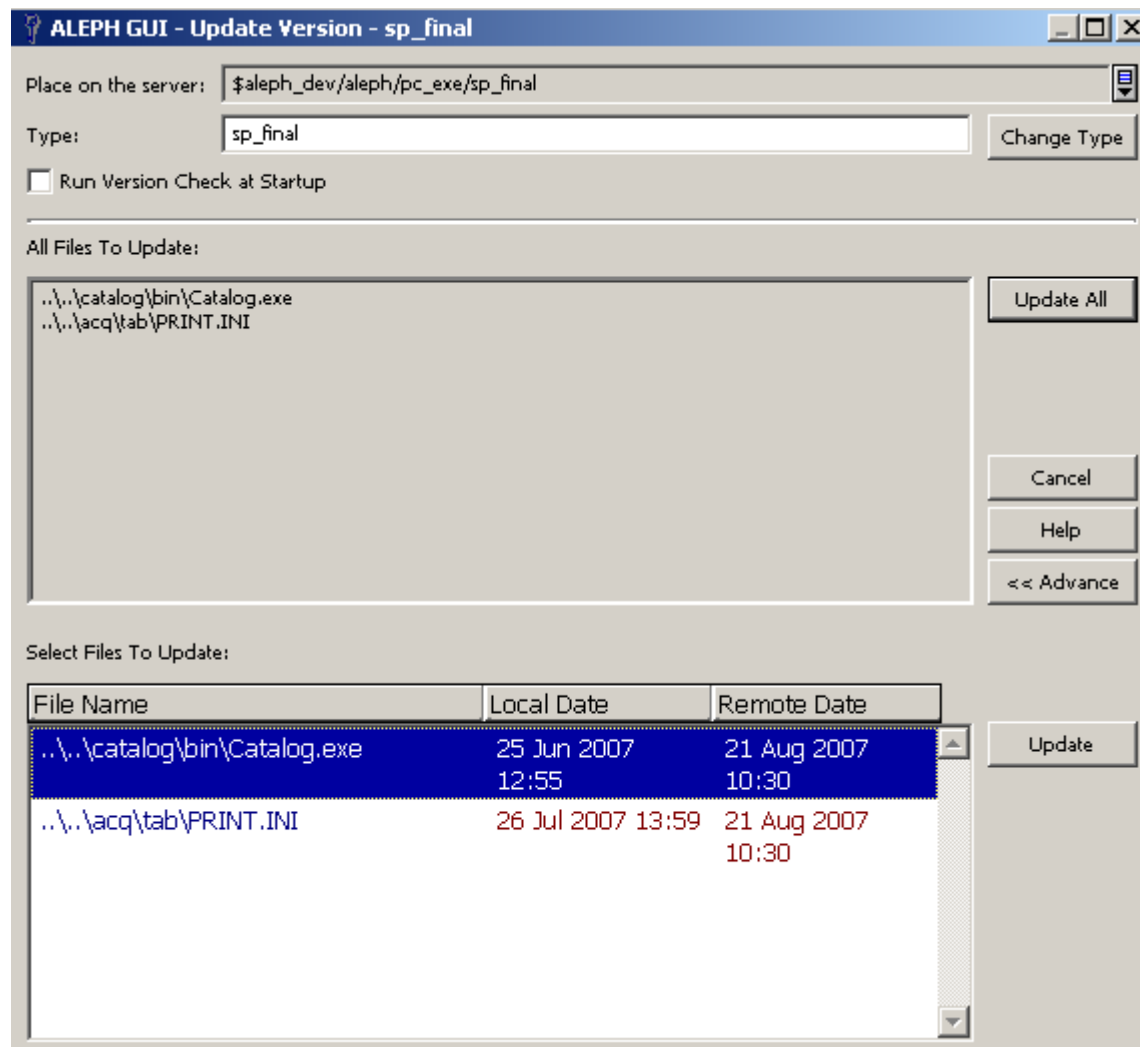 ALEPH GUI - Update Version - sp_final
Place on the server: $aleph_dev/aleph/pc_exe/sp_final
Type: sp_final Change Type
Run Version Check at Startup
All Files To Update:
..\..\catalog\bin\Catalog.exe Update All
..\..\acq\tab\PRINT.INI
Cancel
Help
<< Advance
Select Files To Update:
File Name Local Date Remote Date
..\..\catalog\bin\Catalog.exe 25 Jun 2007 21 Aug 2007 Update
12:55 10:30
..\..\acq\tab\PRINT.INI 26 Jul 2007 13:59 21 Aug 2007
10:30